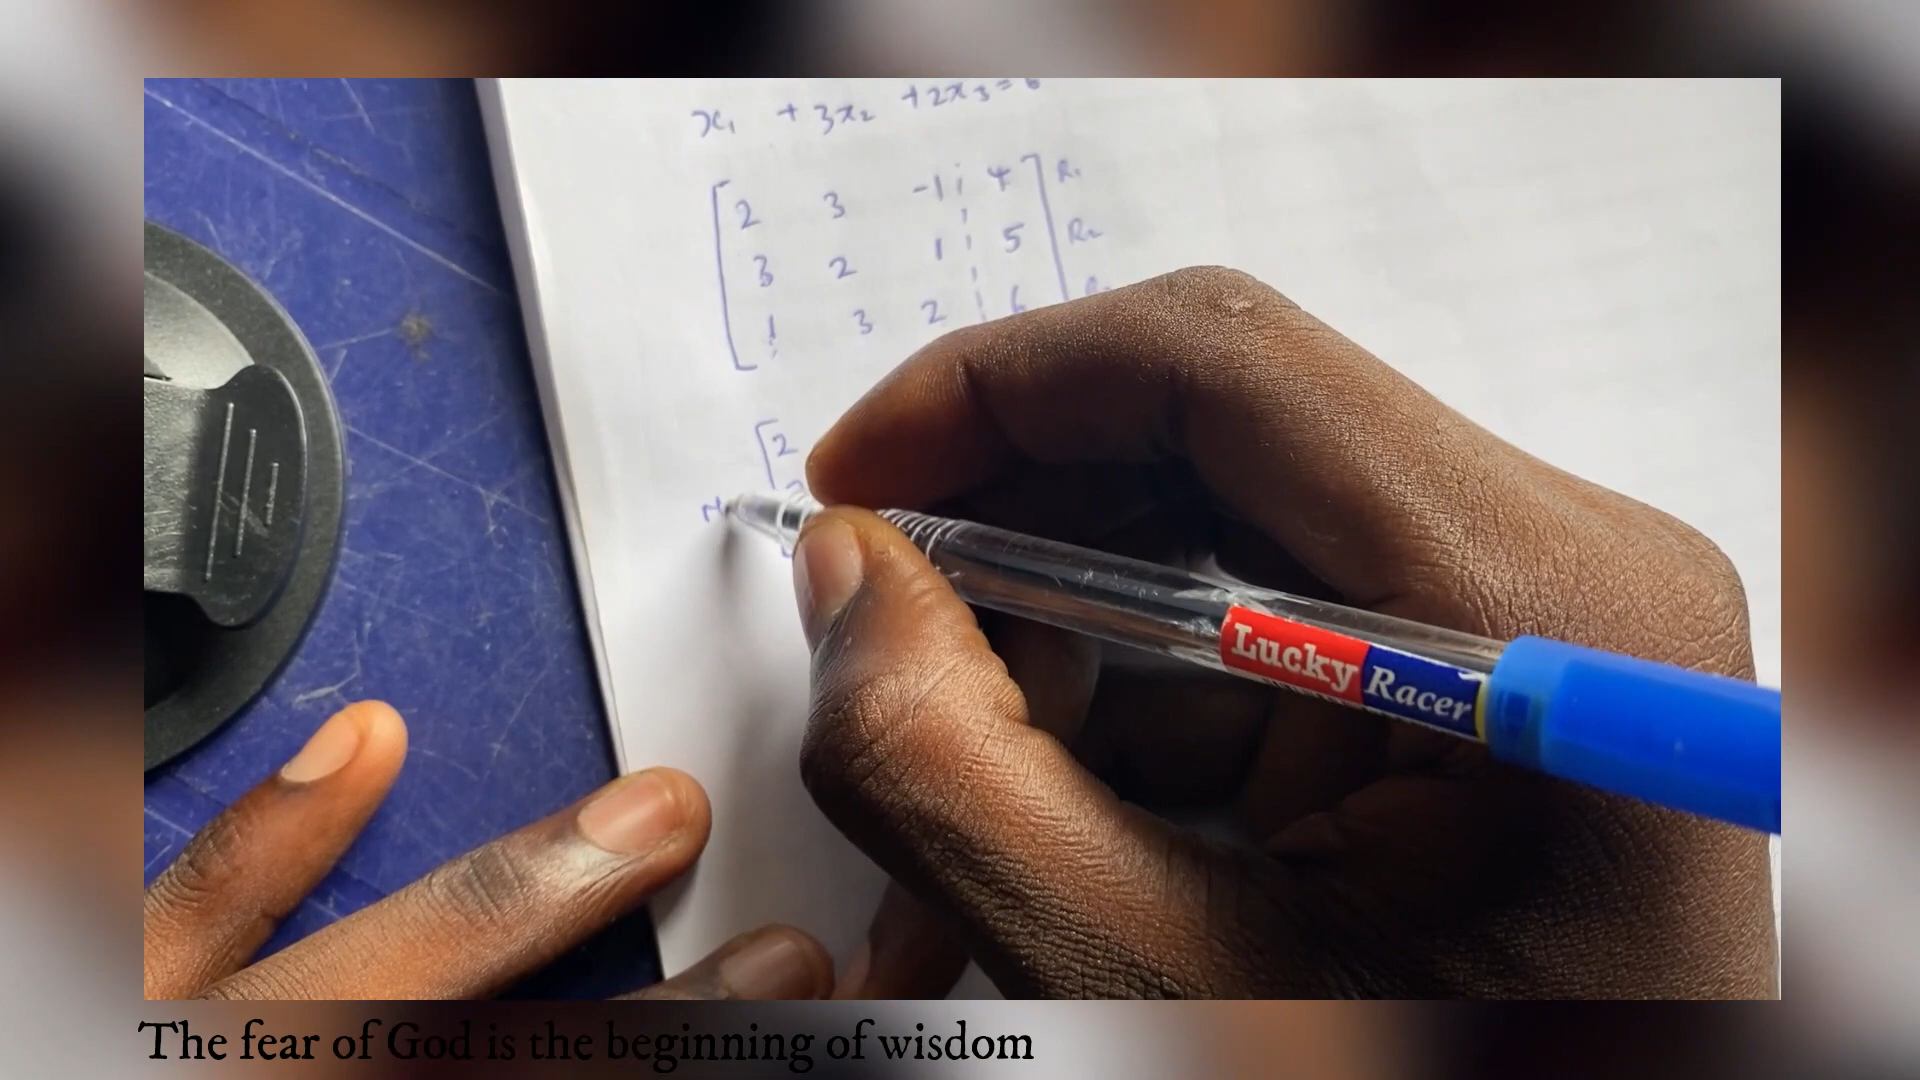 x₁ + 3x₂ + 2x₃ = 6
2 3 -1 4 R₁
3 2 1 5 R₂
1 3 2 6
2
Lucky Racer
The fear of God is the beginning of wisdom